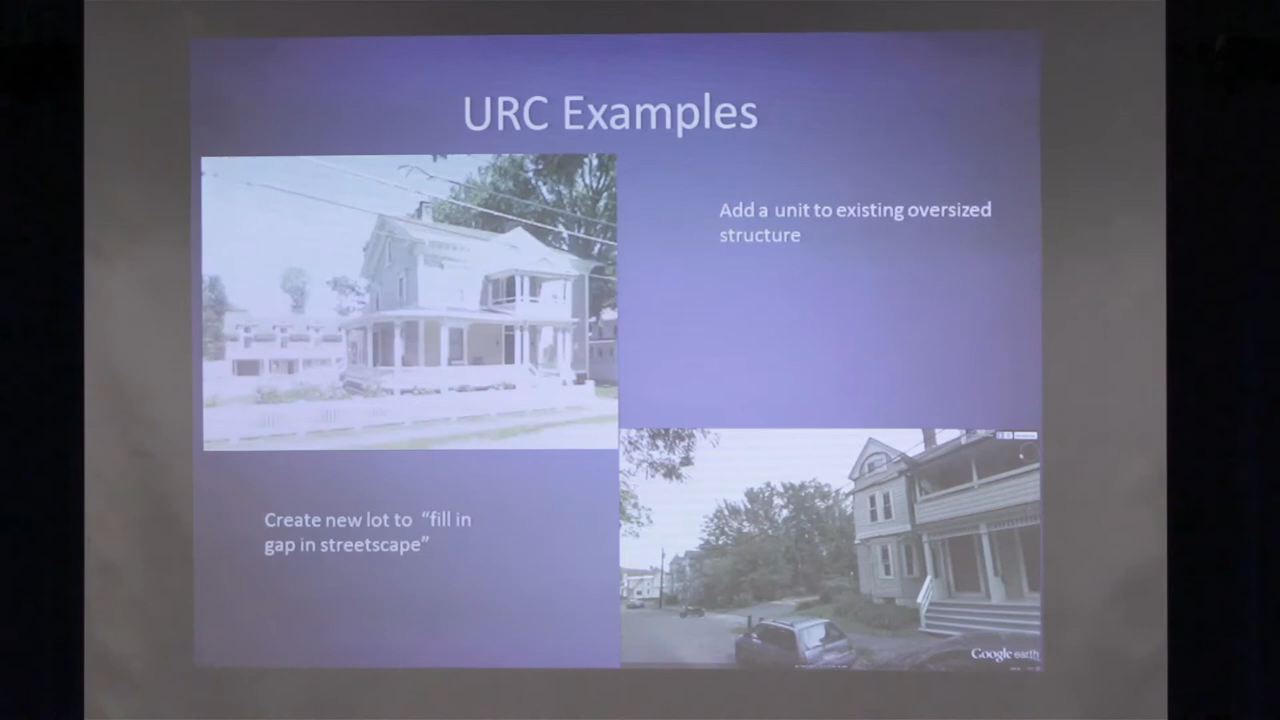 URC Examples
Add a unit to existing oversized
structure
Create new lot to “fill in
gap in streetscape”
Google earth